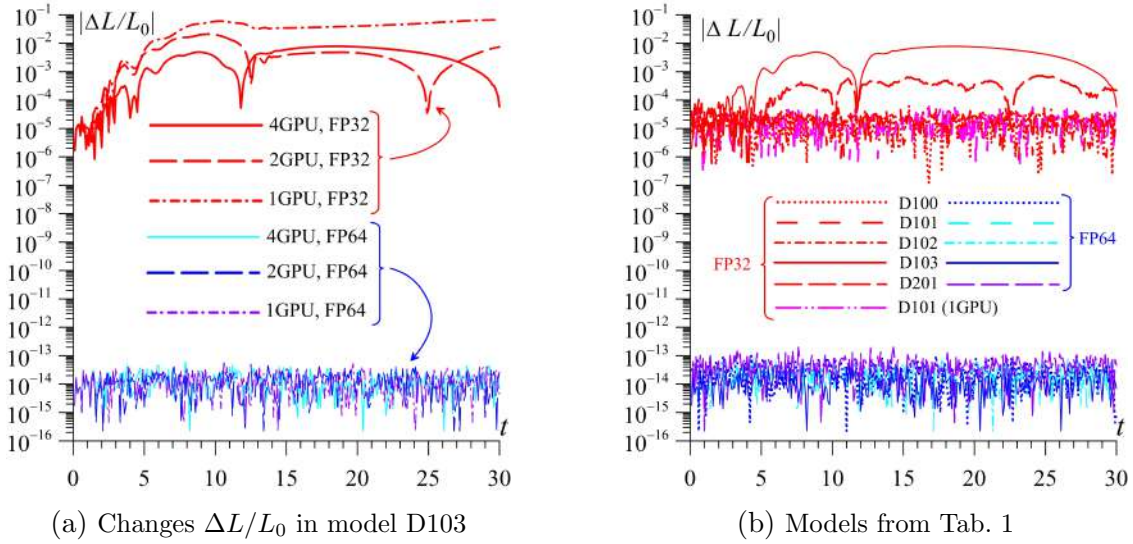 |ΔL/L₀|
10⁻¹
10⁻²
10⁻³
10⁻⁴
10⁻⁵
10⁻⁶
10⁻⁷
10⁻⁸
10⁻⁹
10⁻¹⁰
10⁻¹¹
10⁻¹²
10⁻¹³
10⁻¹⁴
10⁻¹⁵
10⁻¹⁶
4GPU, FP32
2GPU, FP32
1GPU, FP32
4GPU, FP64
2GPU, FP64
1GPU, FP64
t
0 5 10 15 20 25 30
(a) Changes ΔL/L₀ in model D103
|Δ L/L₀|
10⁻¹
10⁻²
10⁻³
10⁻⁴
10⁻⁵
10⁻⁶
10⁻⁷
10⁻⁸
10⁻⁹
10⁻¹⁰
10⁻¹¹
10⁻¹²
10⁻¹³
10⁻¹⁴
10⁻¹⁵
10⁻¹⁶
D100
D101
D102
D103
D201
D101 (1GPU)
FP32
FP64
t
0 5 10 15 20 25 30
(b) Models from Tab. 1